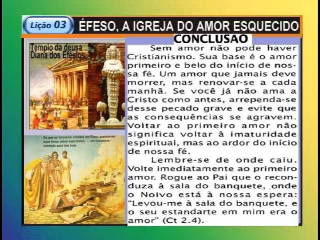 Lição 03
ÉFESO, A IGREJA DO AMOR ESQUECIDO
CONCLUSÃO
Templo da deusa
Diana dos Efésios
Sem amor não pode haver
Cristianismo. Sua base é o amor
primeiro e belo do início de nos-
sa fé. Um amor que jamais deve
morrer, mas renovar-se a cada
manhã. Se você já não ama a
Cristo como antes, arrependa-se
desse pecado grave e evite que
as consequências se agravem.
Voltar ao primeiro amor não
significa voltar à imaturidade
espiritual, mas ao ardor do início
de nossa fé.
Lembre-se de onde caiu.
Volte imediatamente ao primeiro
amor. Rogue ao Pai que o recon-
duza à sala do banquete, onde
o Noivo está à nossa espera:
“Levou-me à sala do banquete, e
o seu estandarte em mim era o
amor” (Ct 2.4).